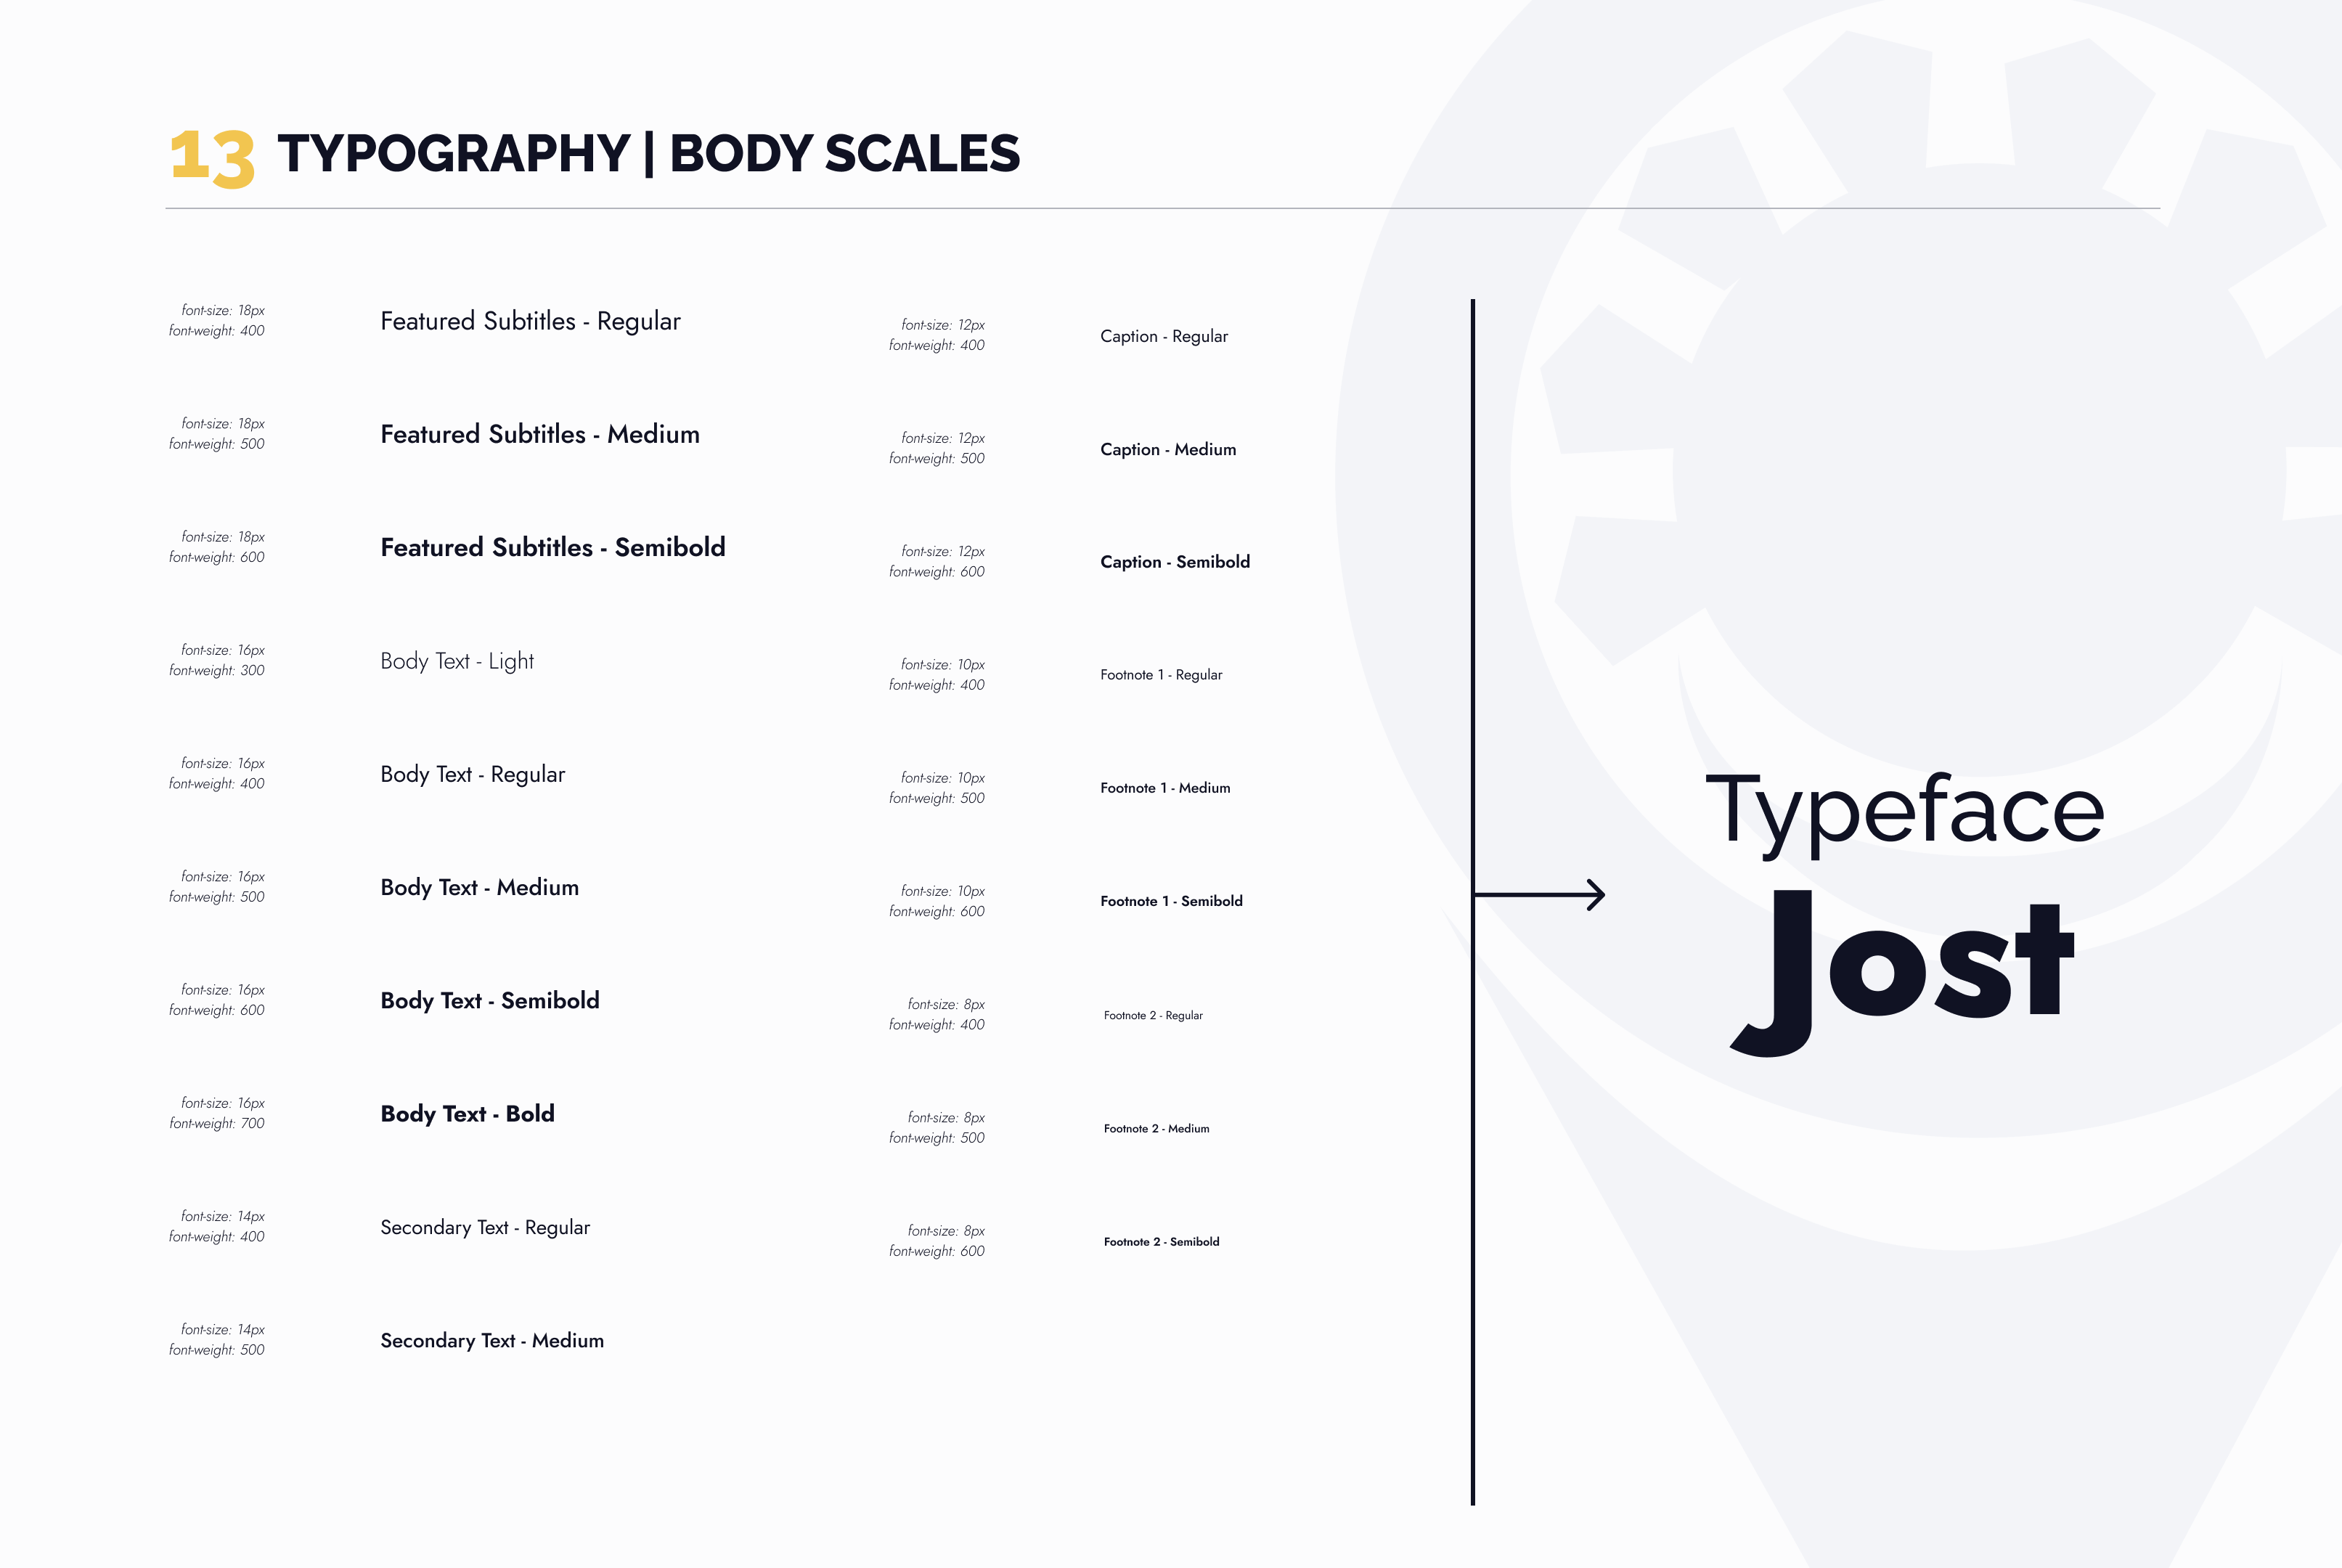 13 TYPOGRAPHY | BODY SCALES
font-size: 18px
font-weight: 400
Featured Subtitles - Regular
font-size: 18px
font-weight: 500
Featured Subtitles - Medium
font-size: 18px
font-weight: 600
Featured Subtitles - Semibold
font-size: 16px
font-weight: 300
Body Text - Light
font-size: 16px
font-weight: 400
Body Text - Regular
font-size: 16px
font-weight: 500
Body Text - Medium
font-size: 16px
font-weight: 600
Body Text - Semibold
font-size: 16px
font-weight: 700
Body Text - Bold
font-size: 14px
font-weight: 400
Secondary Text - Regular
font-size: 14px
font-weight: 500
Secondary Text - Medium
font-size: 12px
font-weight: 400
Caption - Regular
font-size: 12px
font-weight: 500
Caption - Medium
font-size: 12px
font-weight: 600
Caption - Semibold
font-size: 10px
font-weight: 400
Footnote 1 - Regular
font-size: 10px
font-weight: 500
Footnote 1 - Medium
font-size: 10px
font-weight: 600
Footnote 1 - Semibold
font-size: 8px
font-weight: 400
Footnote 2 - Regular
font-size: 8px
font-weight: 500
Footnote 2 - Medium
font-size: 8px
font-weight: 600
Footnote 2 - Semibold
Typeface
Jost